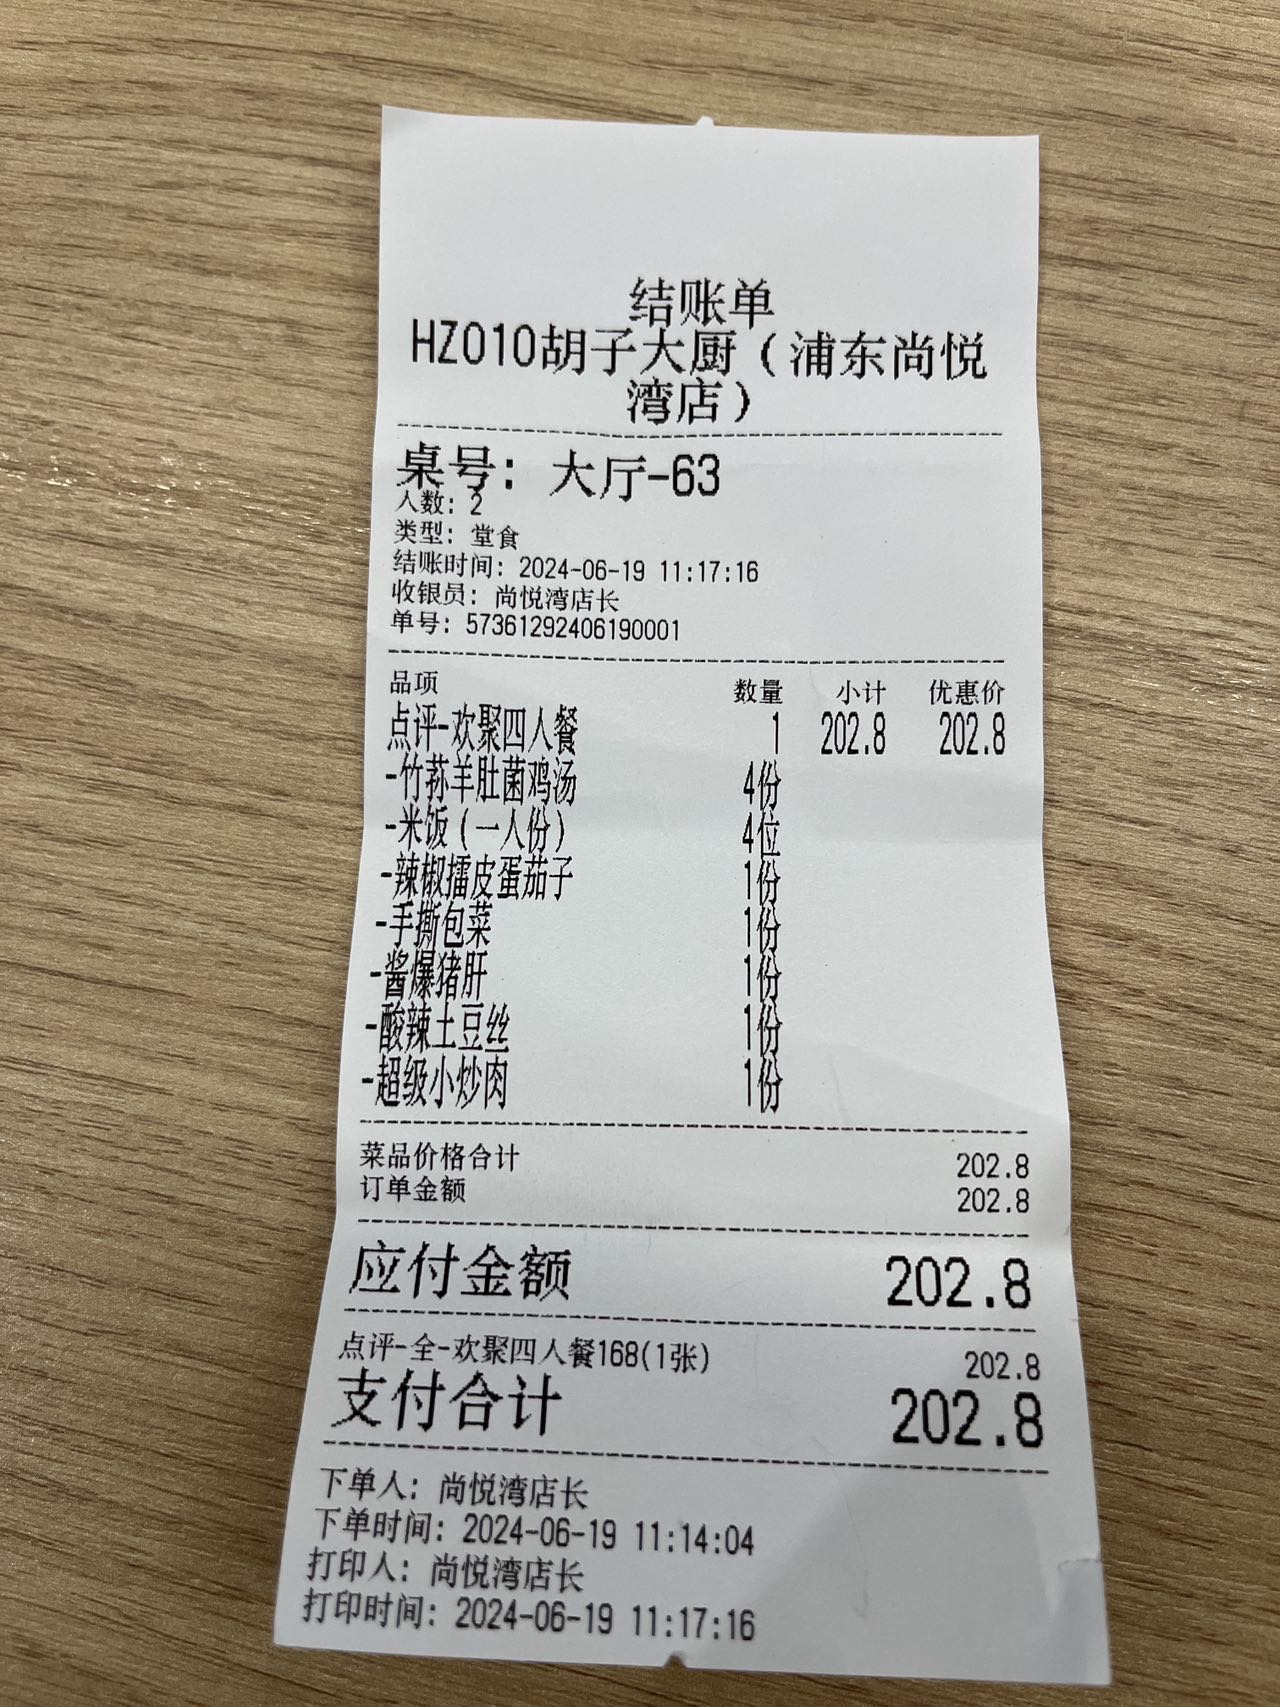 结账单
HZ010胡子大厨（浦东尚悦
湾店）
桌号：大厅-63
人数：2
类型：堂食
结账时间：2024-06-19 11:17:16
收银员：尚悦湾店长
单号：57361292406190001
品项 数量 小计 优惠价
点评-欢聚四人餐 1 202.8 202.8
-竹荪羊肚菌鸡汤 4份
-米饭（一人份） 4位
-辣椒擂皮蛋茄子 1份
-手撕包菜 1份
-酱爆猪肝 1份
-酸辣土豆丝 1份
-超级小炒肉 1份
菜品价格合计 202.8
订单金额 202.8
应付金额 202.8
点评-全-欢聚四人餐168(1张) 202.8
支付合计 202.8
下单人：尚悦湾店长
下单时间：2024-06-19 11:14:04
打印人：尚悦湾店长
打印时间：2024-06-19 11:17:16